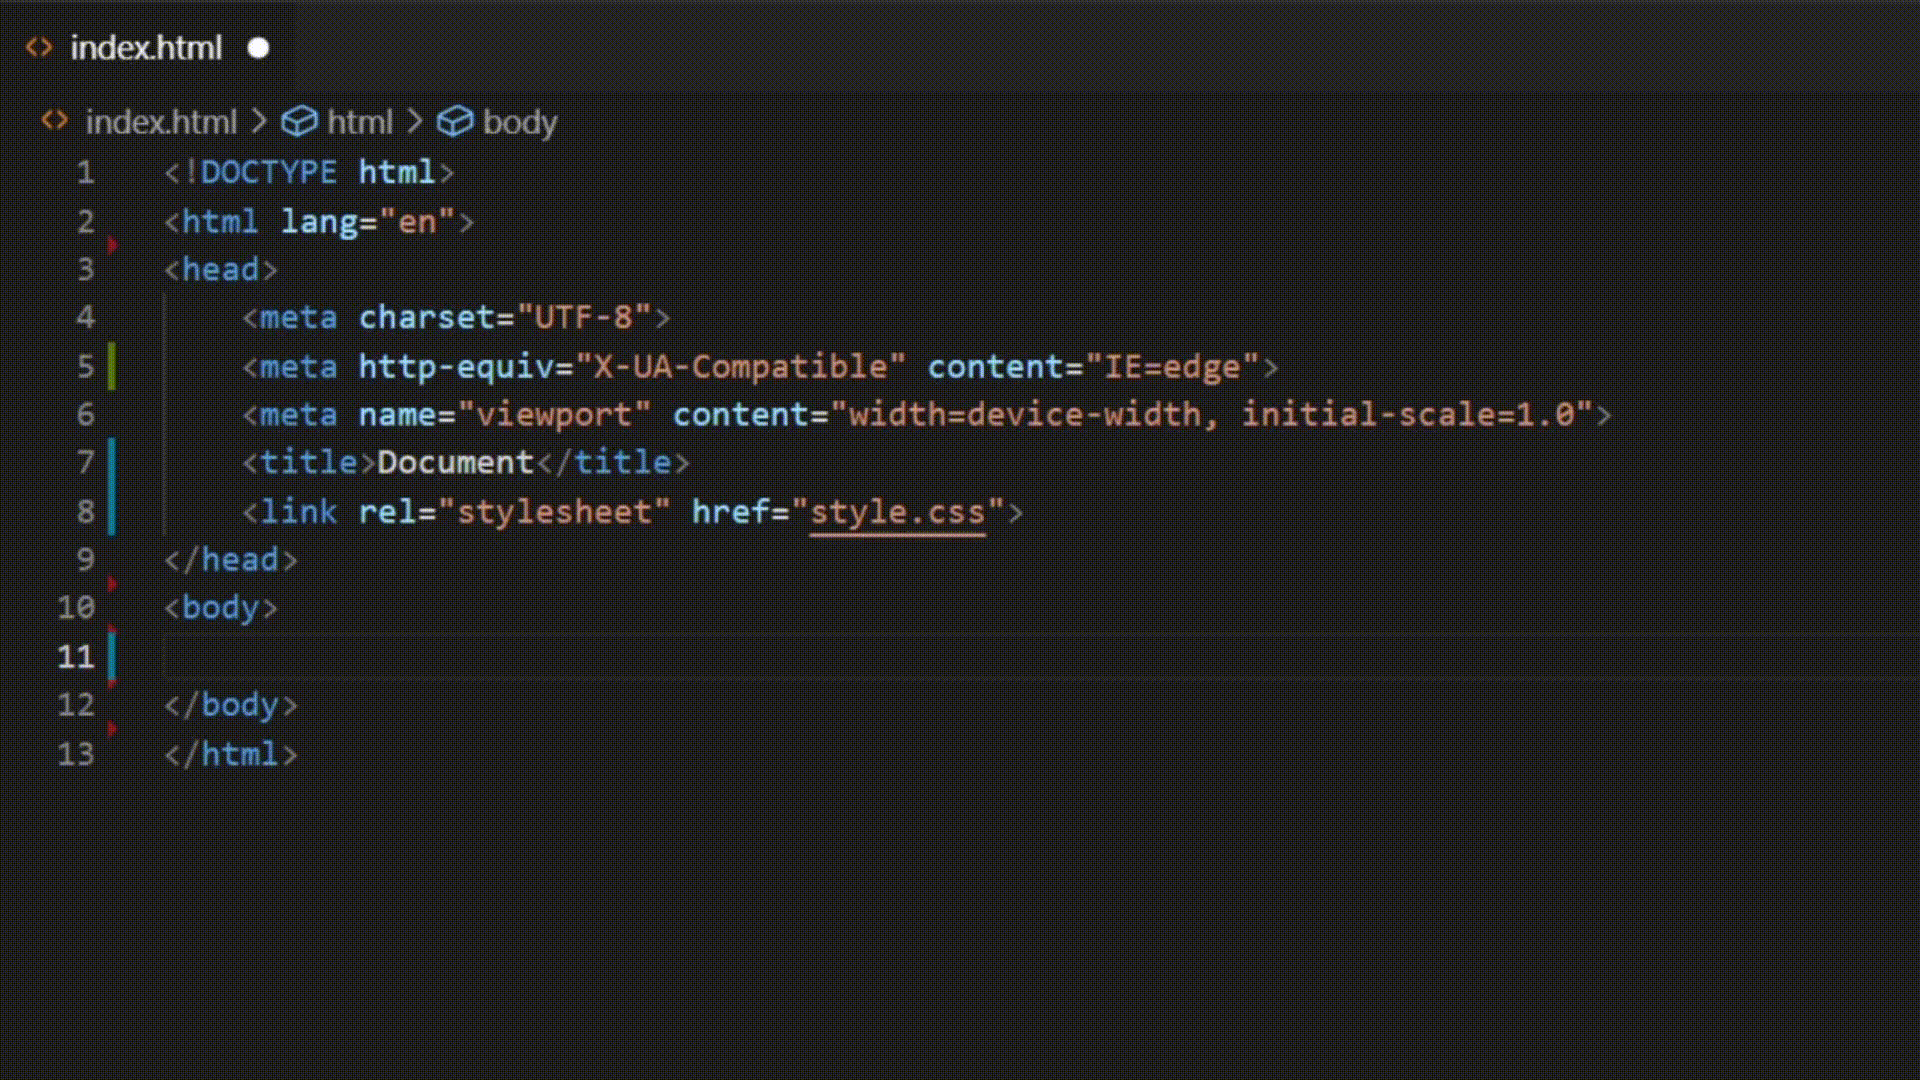 index.html
index.html > html > body
1 <!DOCTYPE html>
2 <html lang="en">
3 <head>
4     <meta charset="UTF-8">
5     <meta http-equiv="X-UA-Compatible" content="IE=edge">
6     <meta name="viewport" content="width=device-width, initial-scale=1.0">
7     <title>Document</title>
8     <link rel="stylesheet" href="style.css">
9 </head>
10 <body>
11
12 </body>
13 </html>